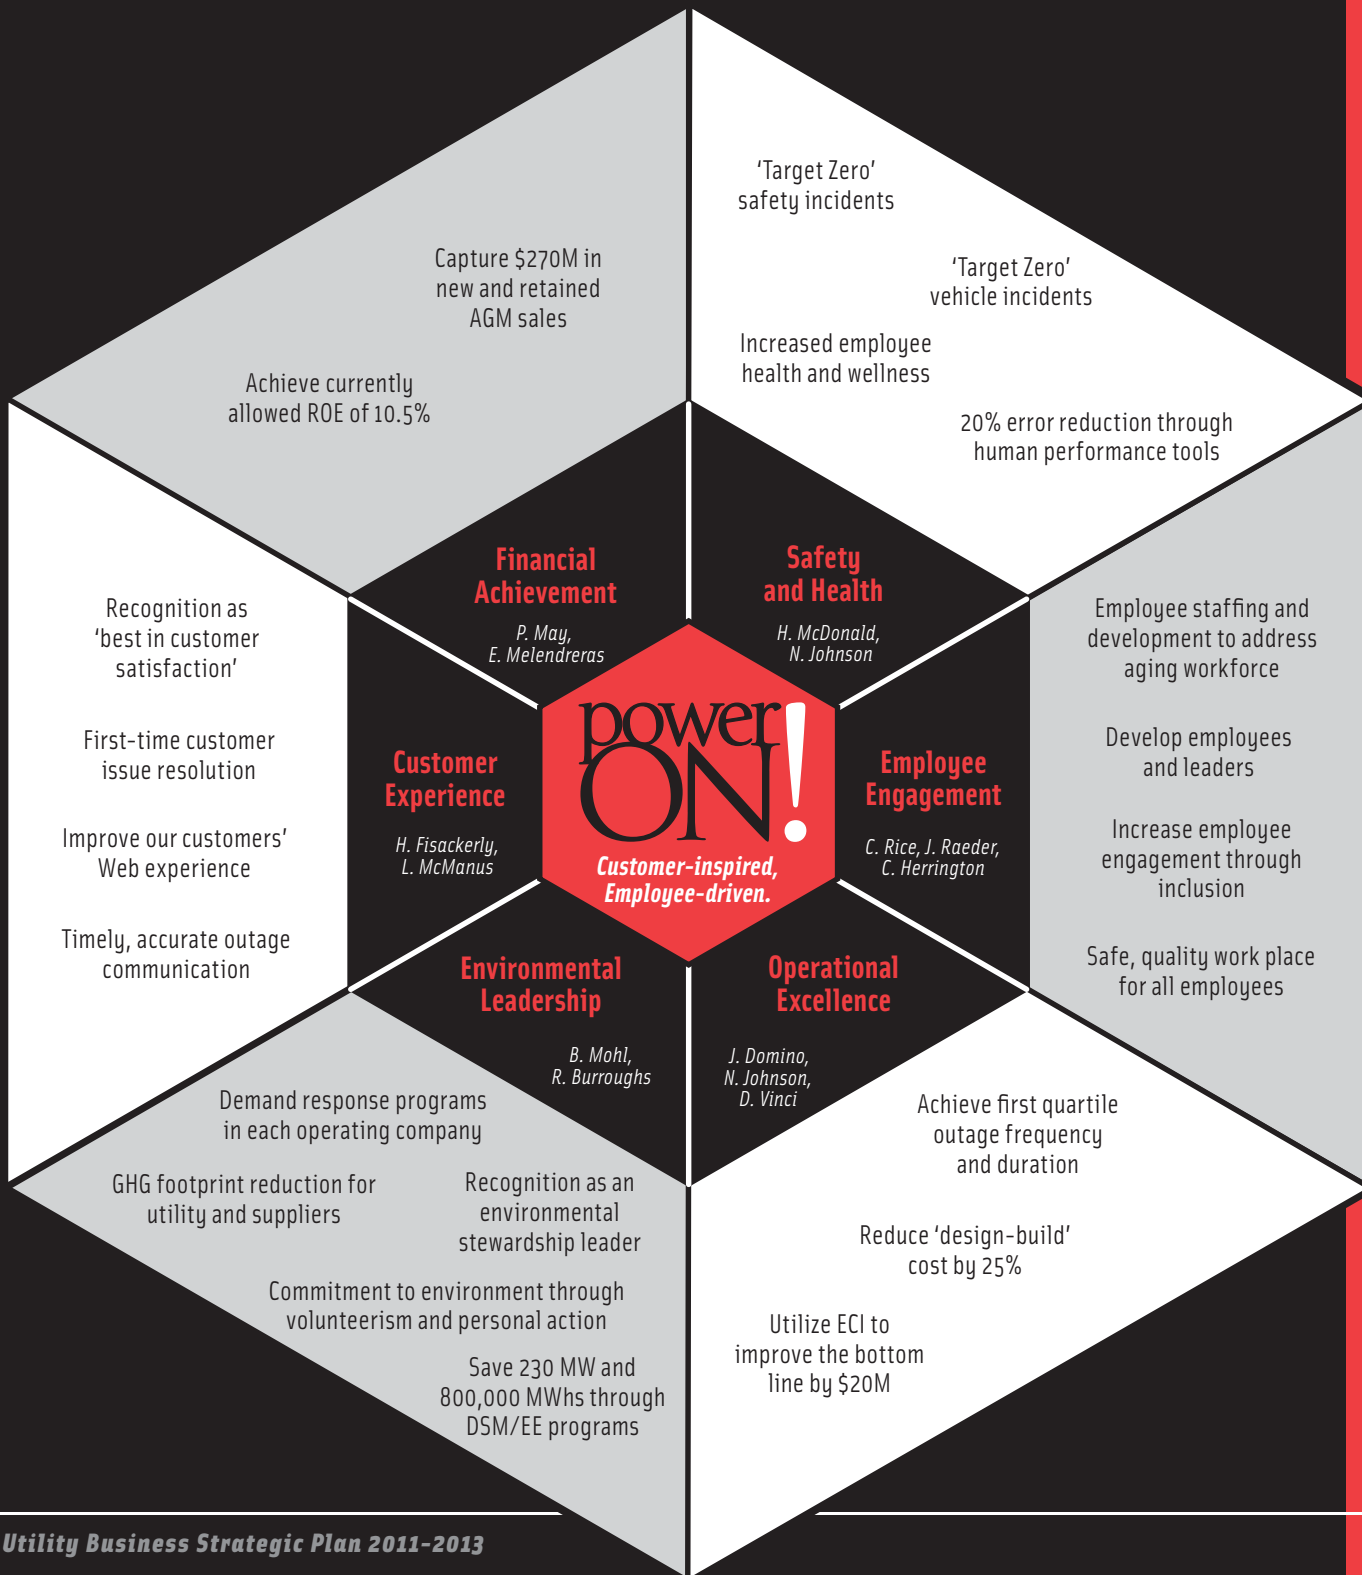 Capture $270M in
new and retained
AGM sales
Achieve currently
allowed ROE of 10.5%
'Target Zero'
safety incidents
'Target Zero'
vehicle incidents
Increased employee
health and wellness
20% error reduction through
human performance tools
Financial
Achievement
P. May,
E. Melendreras
Safety
and Health
H. McDonald,
N. Johnson
Recognition as
'best in customer
satisfaction'
First-time customer
issue resolution
Improve our customers'
Web experience
Timely, accurate outage
communication
Customer
Experience
H. Fisackerly,
L. McManus
power
ON!
Customer-inspired,
Employee-driven.
Employee
Engagement
C. Rice, J. Raeder,
C. Herrington
Employee staffing and
development to address
aging workforce
Develop employees
and leaders
Increase employee
engagement through
inclusion
Safe, quality work place
for all employees
Environmental
Leadership
B. Mohl,
R. Burroughs
Operational
Excellence
J. Domino,
N. Johnson,
D. Vinci
Demand response programs
in each operating company
GHG footprint reduction for
utility and suppliers
Recognition as an
environmental
stewardship leader
Commitment to environment through
volunteerism and personal action
Save 230 MW and
800,000 MWhs through
DSM/EE programs
Achieve first quartile
outage frequency
and duration
Reduce 'design-build'
cost by 25%
Utilize ECI to
improve the bottom
line by $20M
Utility Business Strategic Plan 2011-2013